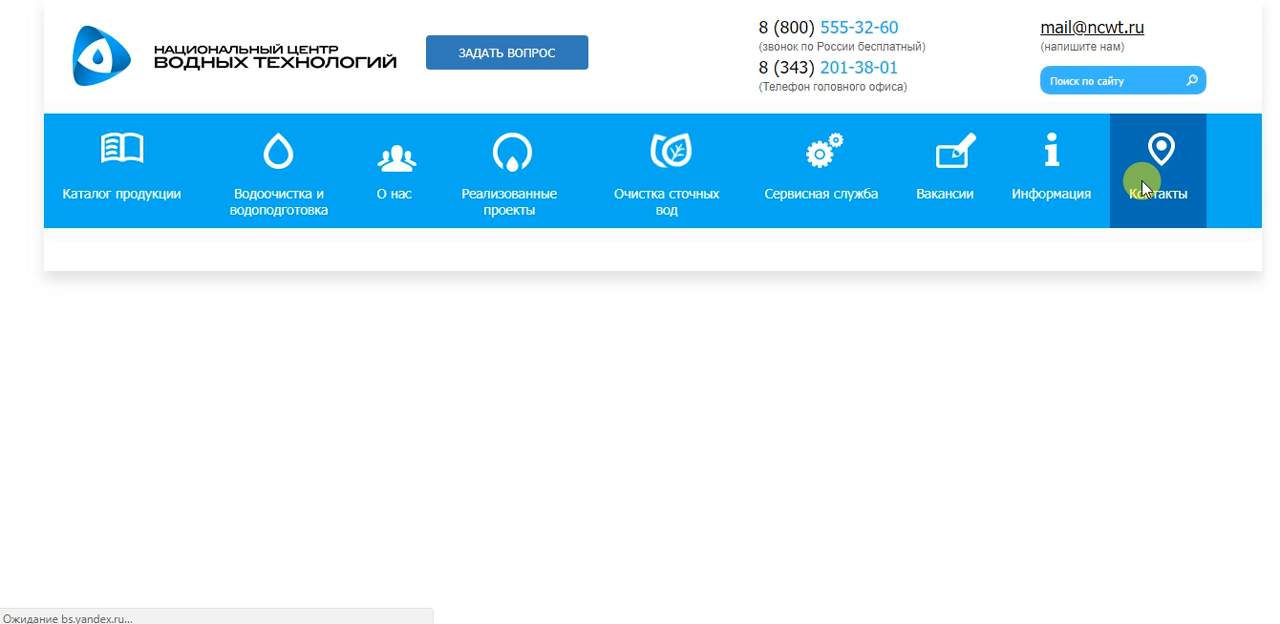 НАЦИОНАЛЬНЫЙ ЦЕНТР
ВОДНЫХ ТЕХНОЛОГИЙ
ЗАДАТЬ ВОПРОС
8 (800) 555-32-60
(звонок по России бесплатный)
8 (343) 201-38-01
(Телефон головного офиса)
mail@ncwt.ru
(напишите нам)
Поиск по сайту
Каталог продукции
Водоочистка и
водоподготовка
О нас
Реализованные
проекты
Очистка сточных
вод
Сервисная служба
Вакансии
Информация
Контакты
Ожидание bs.yandex.ru...